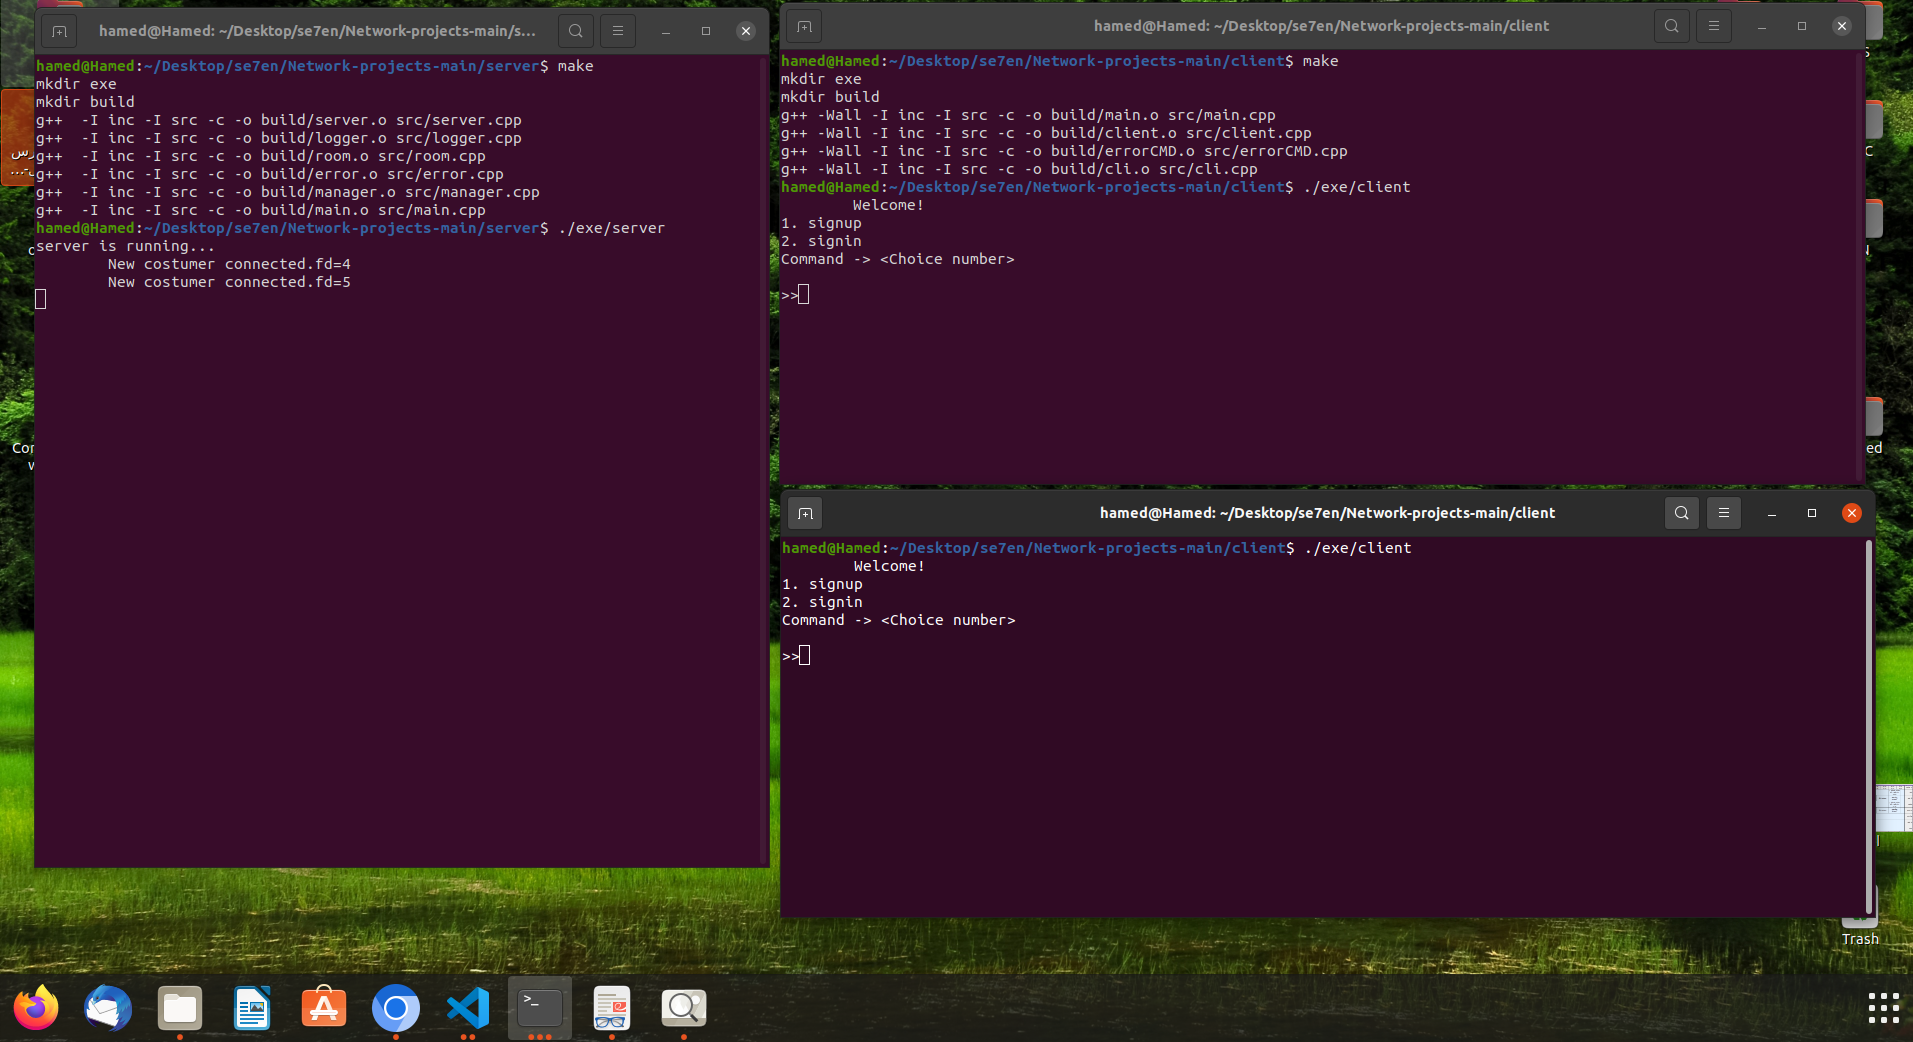 hamed@Hamed: ~/Desktop/se7en/Network-projects-main/s...
hamed@Hamed:~/Desktop/se7en/Network-projects-main/server$ make
mkdir exe
mkdir build
g++  -I inc -I src -c -o build/server.o src/server.cpp
g++  -I inc -I src -c -o build/logger.o src/logger.cpp
g++  -I inc -I src -c -o build/room.o src/room.cpp
g++  -I inc -I src -c -o build/error.o src/error.cpp
g++  -I inc -I src -c -o build/manager.o src/manager.cpp
g++  -I inc -I src -c -o build/main.o src/main.cpp
hamed@Hamed:~/Desktop/se7en/Network-projects-main/server$ ./exe/server
server is running...
        New costumer connected.fd=4
        New costumer connected.fd=5
hamed@Hamed: ~/Desktop/se7en/Network-projects-main/client
hamed@Hamed:~/Desktop/se7en/Network-projects-main/client$ make
mkdir exe
mkdir build
g++ -Wall -I inc -I src -c -o build/main.o src/main.cpp
g++ -Wall -I inc -I src -c -o build/client.o src/client.cpp
g++ -Wall -I inc -I src -c -o build/errorCMD.o src/errorCMD.cpp
g++ -Wall -I inc -I src -c -o build/cli.o src/cli.cpp
hamed@Hamed:~/Desktop/se7en/Network-projects-main/client$ ./exe/client
        Welcome!
1. signup
2. signin
Command -> <Choice number>
>>
hamed@Hamed: ~/Desktop/se7en/Network-projects-main/client
hamed@Hamed:~/Desktop/se7en/Network-projects-main/client$ ./exe/client
        Welcome!
1. signup
2. signin
Command -> <Choice number>
>>
Trash